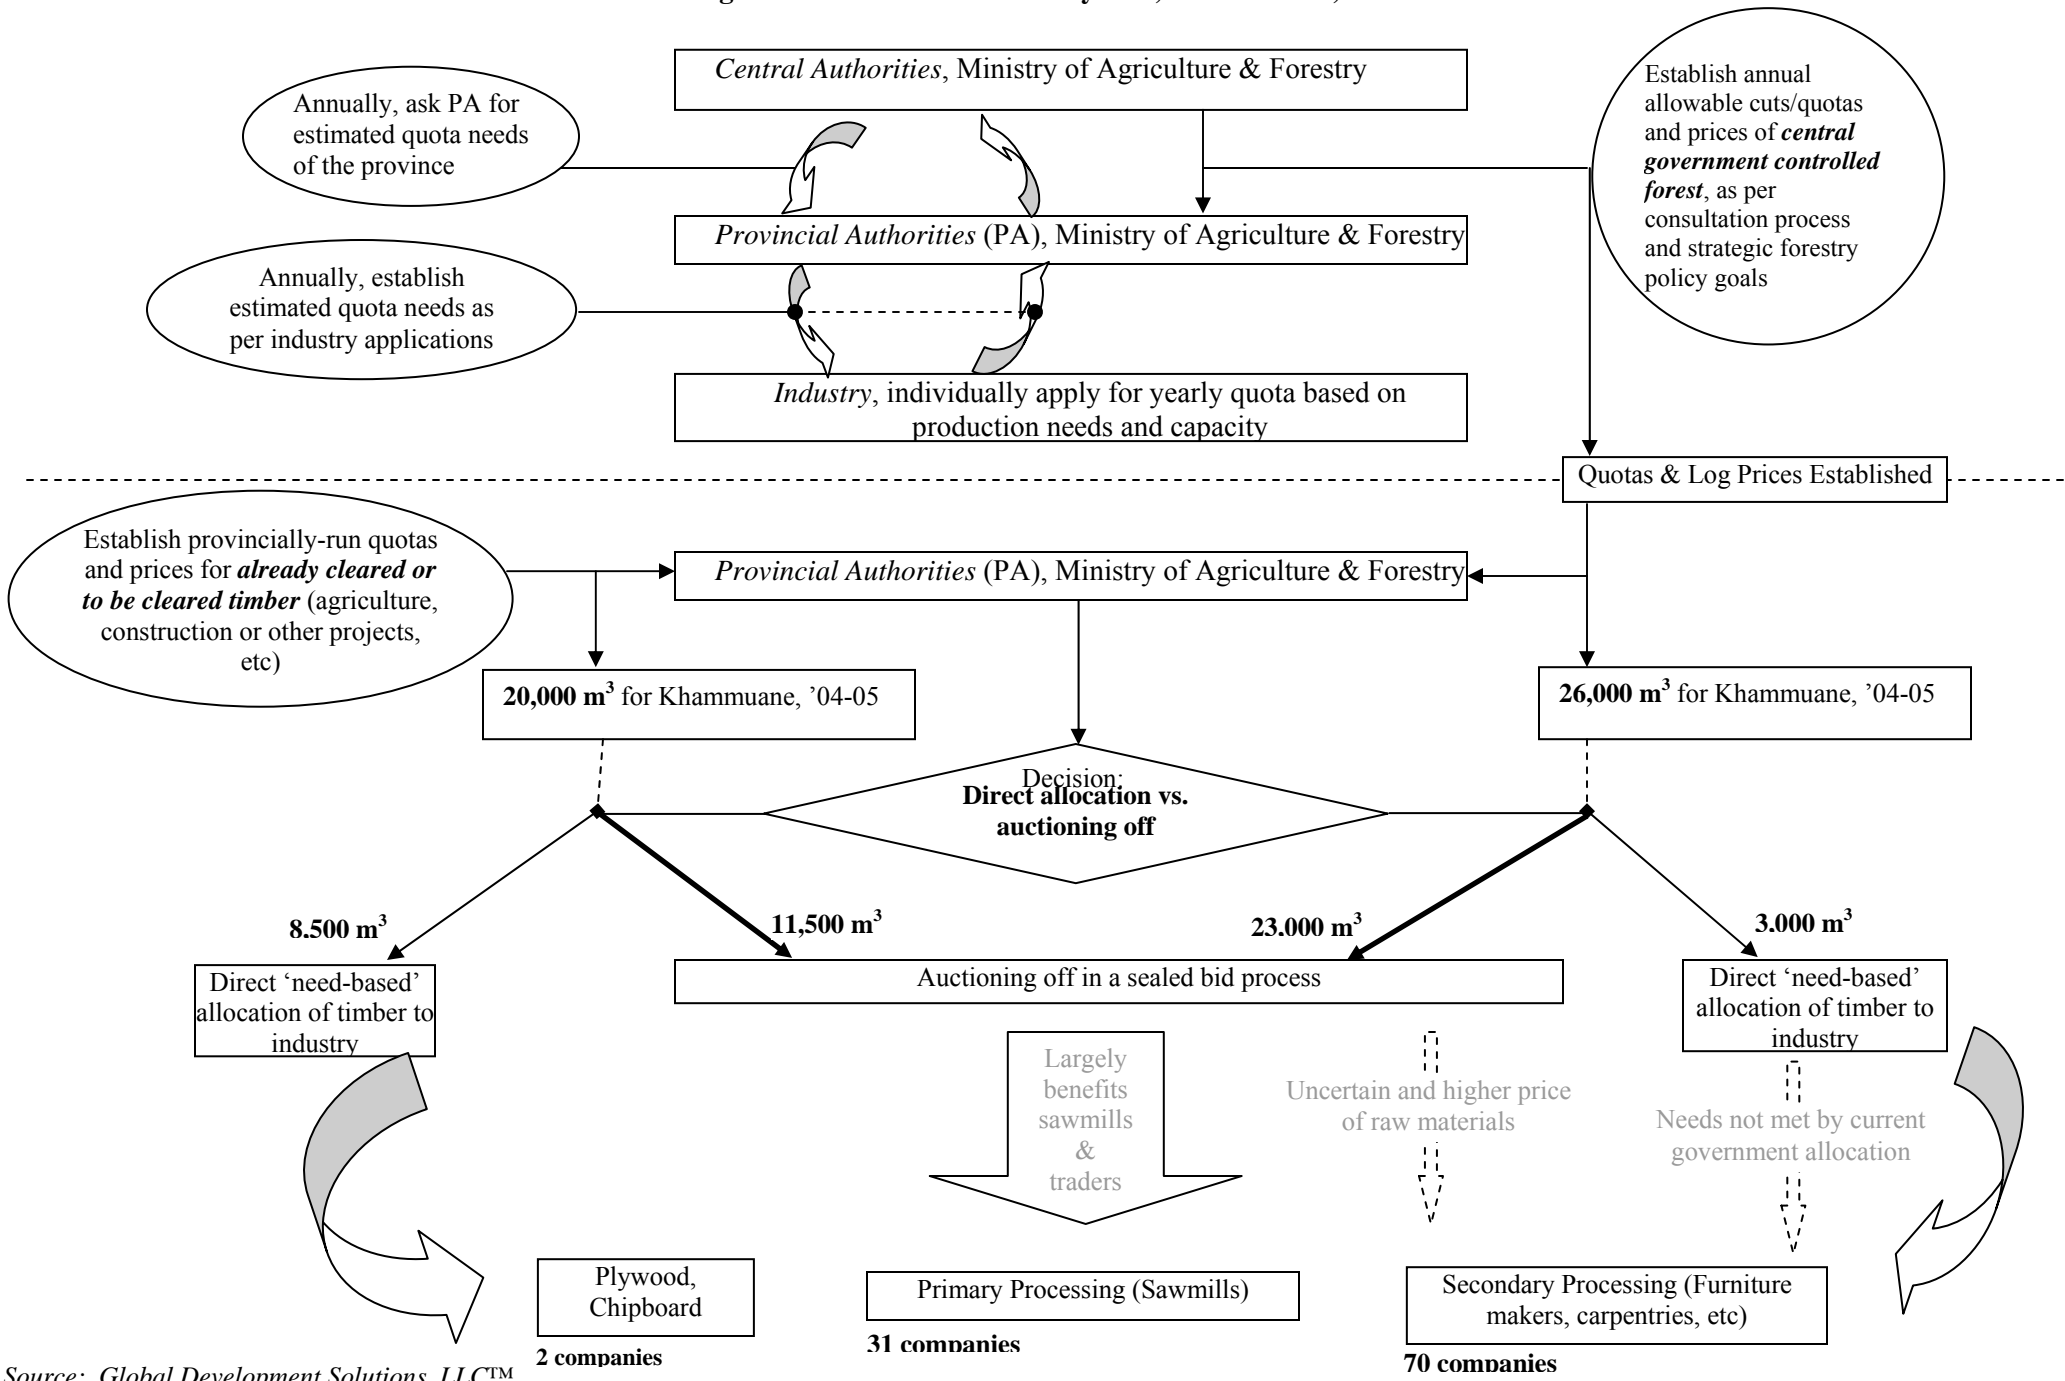 Central Authorities, Ministry of Agriculture & Forestry
Annually, ask PA for
estimated quota needs
of the province
Establish annual
allowable cuts/quotas
and prices of central
government controlled
forest, as per
consultation process
and strategic forestry
policy goals
Provincial Authorities (PA), Ministry of Agriculture & Forestry
Annually, establish
estimated quota needs as
per industry applications
Industry, individually apply for yearly quota based on
production needs and capacity
Quotas & Log Prices Established
Establish provincially-run quotas
and prices for already cleared or
to be cleared timber (agriculture,
construction or other projects,
etc)
Provincial Authorities (PA), Ministry of Agriculture & Forestry
20,000 m³ for Khammuane, ’04-05
26,000 m³ for Khammuane, ’04-05
Decision:
Direct allocation vs.
auctioning off
8,500 m³
11,500 m³
23,000 m³
3,000 m³
Direct ‘need-based’
allocation of timber to
industry
Auctioning off in a sealed bid process
Direct ‘need-based’
allocation of timber to
industry
Largely
benefits
sawmills
&
traders
Uncertain and higher price
of raw materials
Needs not met by current
government allocation
Plywood,
Chipboard
2 companies
Primary Processing (Sawmills)
31 companies
Secondary Processing (Furniture
makers, carpentries, etc)
70 companies
Source: Global Development Solutions, LLC™